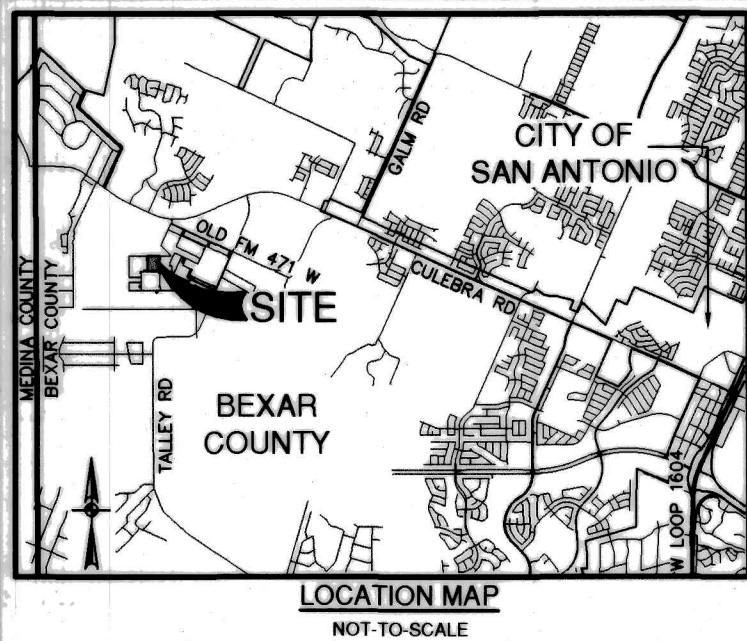 CITY OF
SAN ANTONIO
GALM RD
OLD FM 471 W
CULEBRA RD
SITE
MEDINA COUNTY
BEXAR COUNTY
TALLEY RD
BEXAR
COUNTY
W LOOP 1604
LOCATION MAP
NOT-TO-SCALE